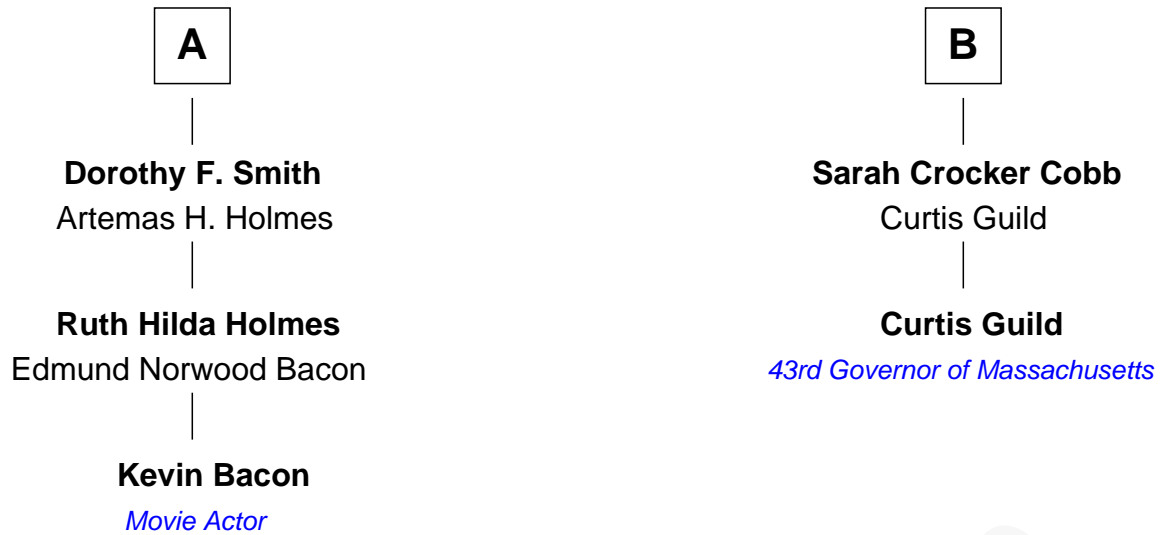 A
Dorothy F. Smith
Artemas H. Holmes
Ruth Hilda Holmes
Edmund Norwood Bacon
Kevin Bacon
Movie Actor
B
Sarah Crocker Cobb
Curtis Guild
Curtis Guild
43rd Governor of Massachusetts